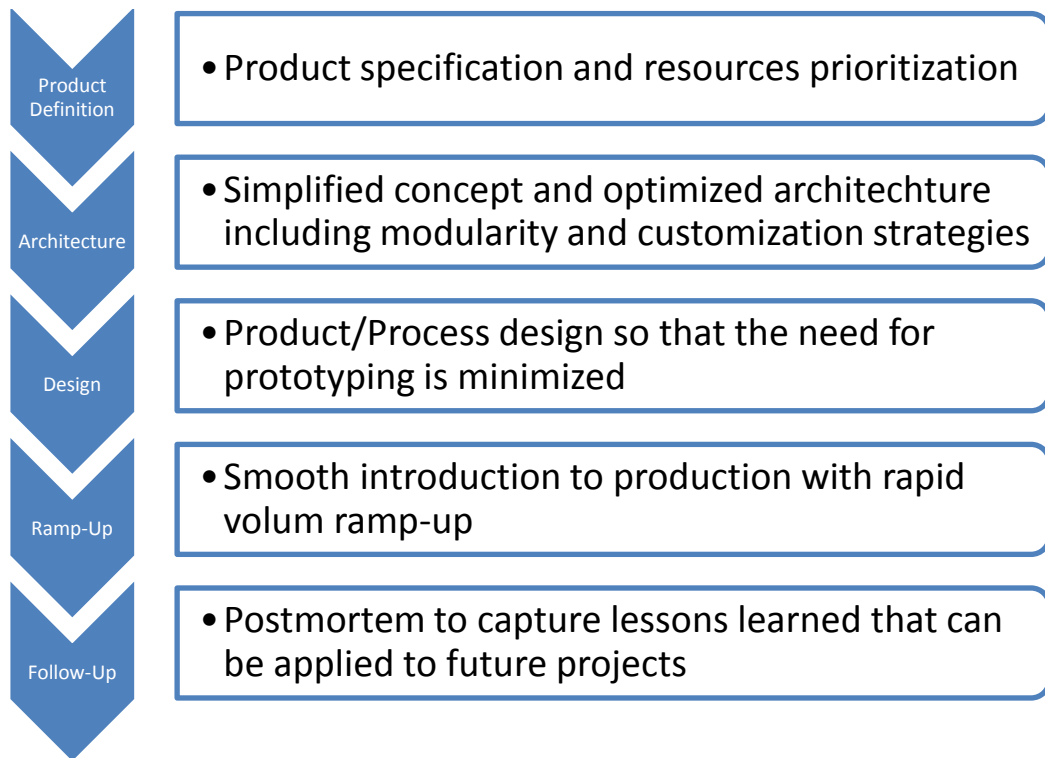 Product
Definition
• Product specification and resources prioritization
Architecture
• Simplified concept and optimized architechture
including modularity and customization strategies
Design
• Product/Process design so that the need for
prototyping is minimized
Ramp-Up
• Smooth introduction to production with rapid
volum ramp-up
Follow-Up
• Postmortem to capture lessons learned that can
be applied to future projects